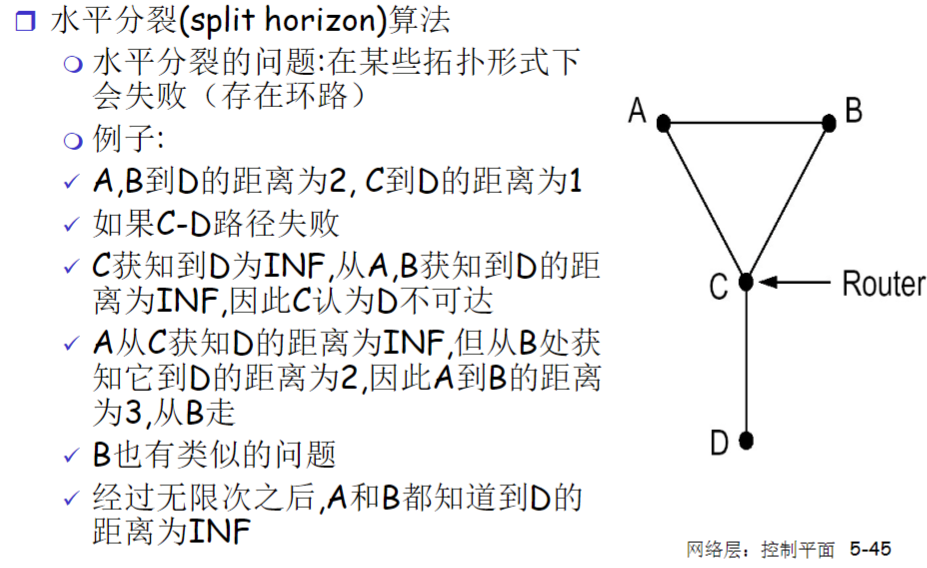 水平分裂(split horizon)算法
水平分裂的问题:在某些拓扑形式下
会失败（存在环路）
例子:
A,B到D的距离为2, C到D的距离为1
如果C-D路径失败
C获知到D为INF,从A,B获知到D的距
离为INF,因此C认为D不可达
A从C获知D的距离为INF,但从B处获
知它到D的距离为2,因此A到B的距离
为3,从B走
B也有类似的问题
经过无限次之后,A和B都知道到D的
距离为INF
A
B
C
Router
D
网络层：控制平面 5-45